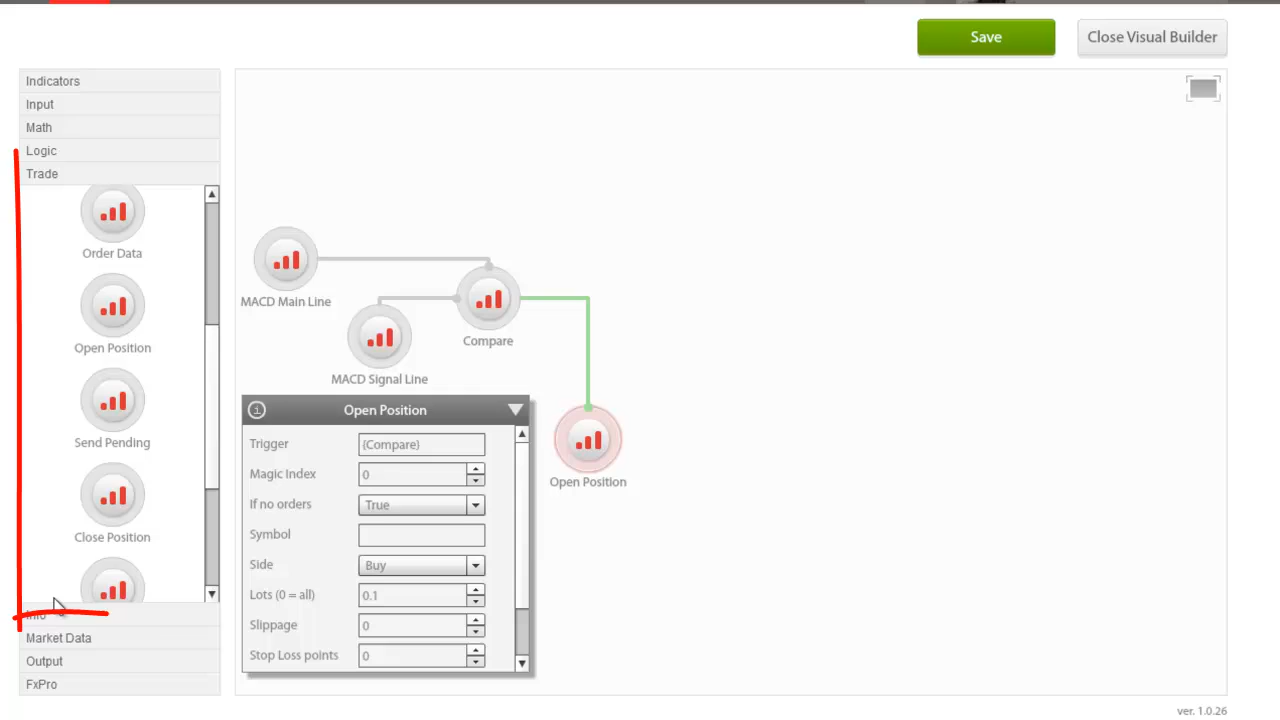 Save
Close Visual Builder
Indicators
Input
Math
Logic
Trade
Order Data
Open Position
Send Pending
Close Position
Info
Market Data
Output
FxPro
MACD Main Line
Compare
MACD Signal Line
Open Position
Open Position
Trigger {Compare}
Magic Index 0
If no orders True
Symbol
Side Buy
Lots (0 = all) 0.1
Slippage 0
Stop Loss points 0
ver. 1.0.26